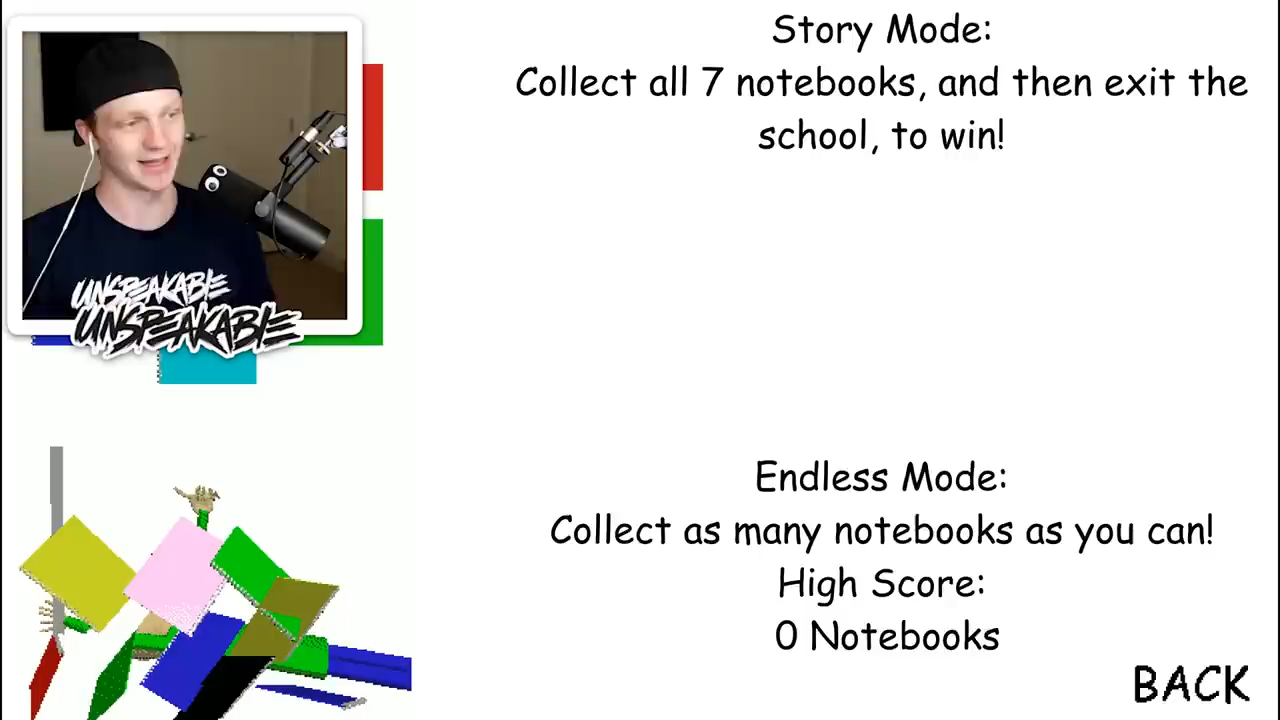 Story Mode:
Collect all 7 notebooks, and then exit the
school, to win!
UNSPEAKABLE
UNSPEAKABLE
Endless Mode:
Collect as many notebooks as you can!
High Score:
0 Notebooks
BACK